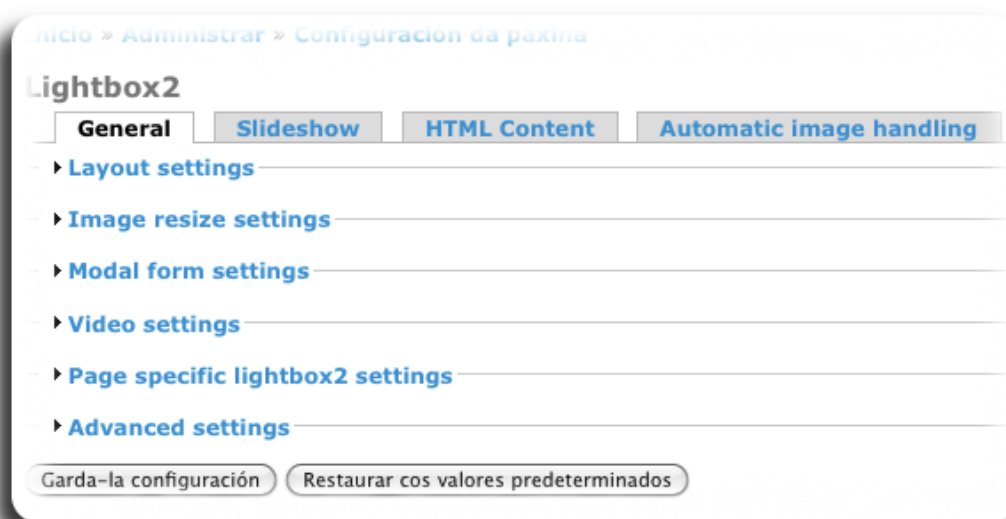 Inicio » Administrar » Configuración da páxina
Lightbox2
General Slideshow HTML Content Automatic image handling
Layout settings
Image resize settings
Modal form settings
Video settings
Page specific lightbox2 settings
Advanced settings
Garda-la configuración Restaurar cos valores predeterminados